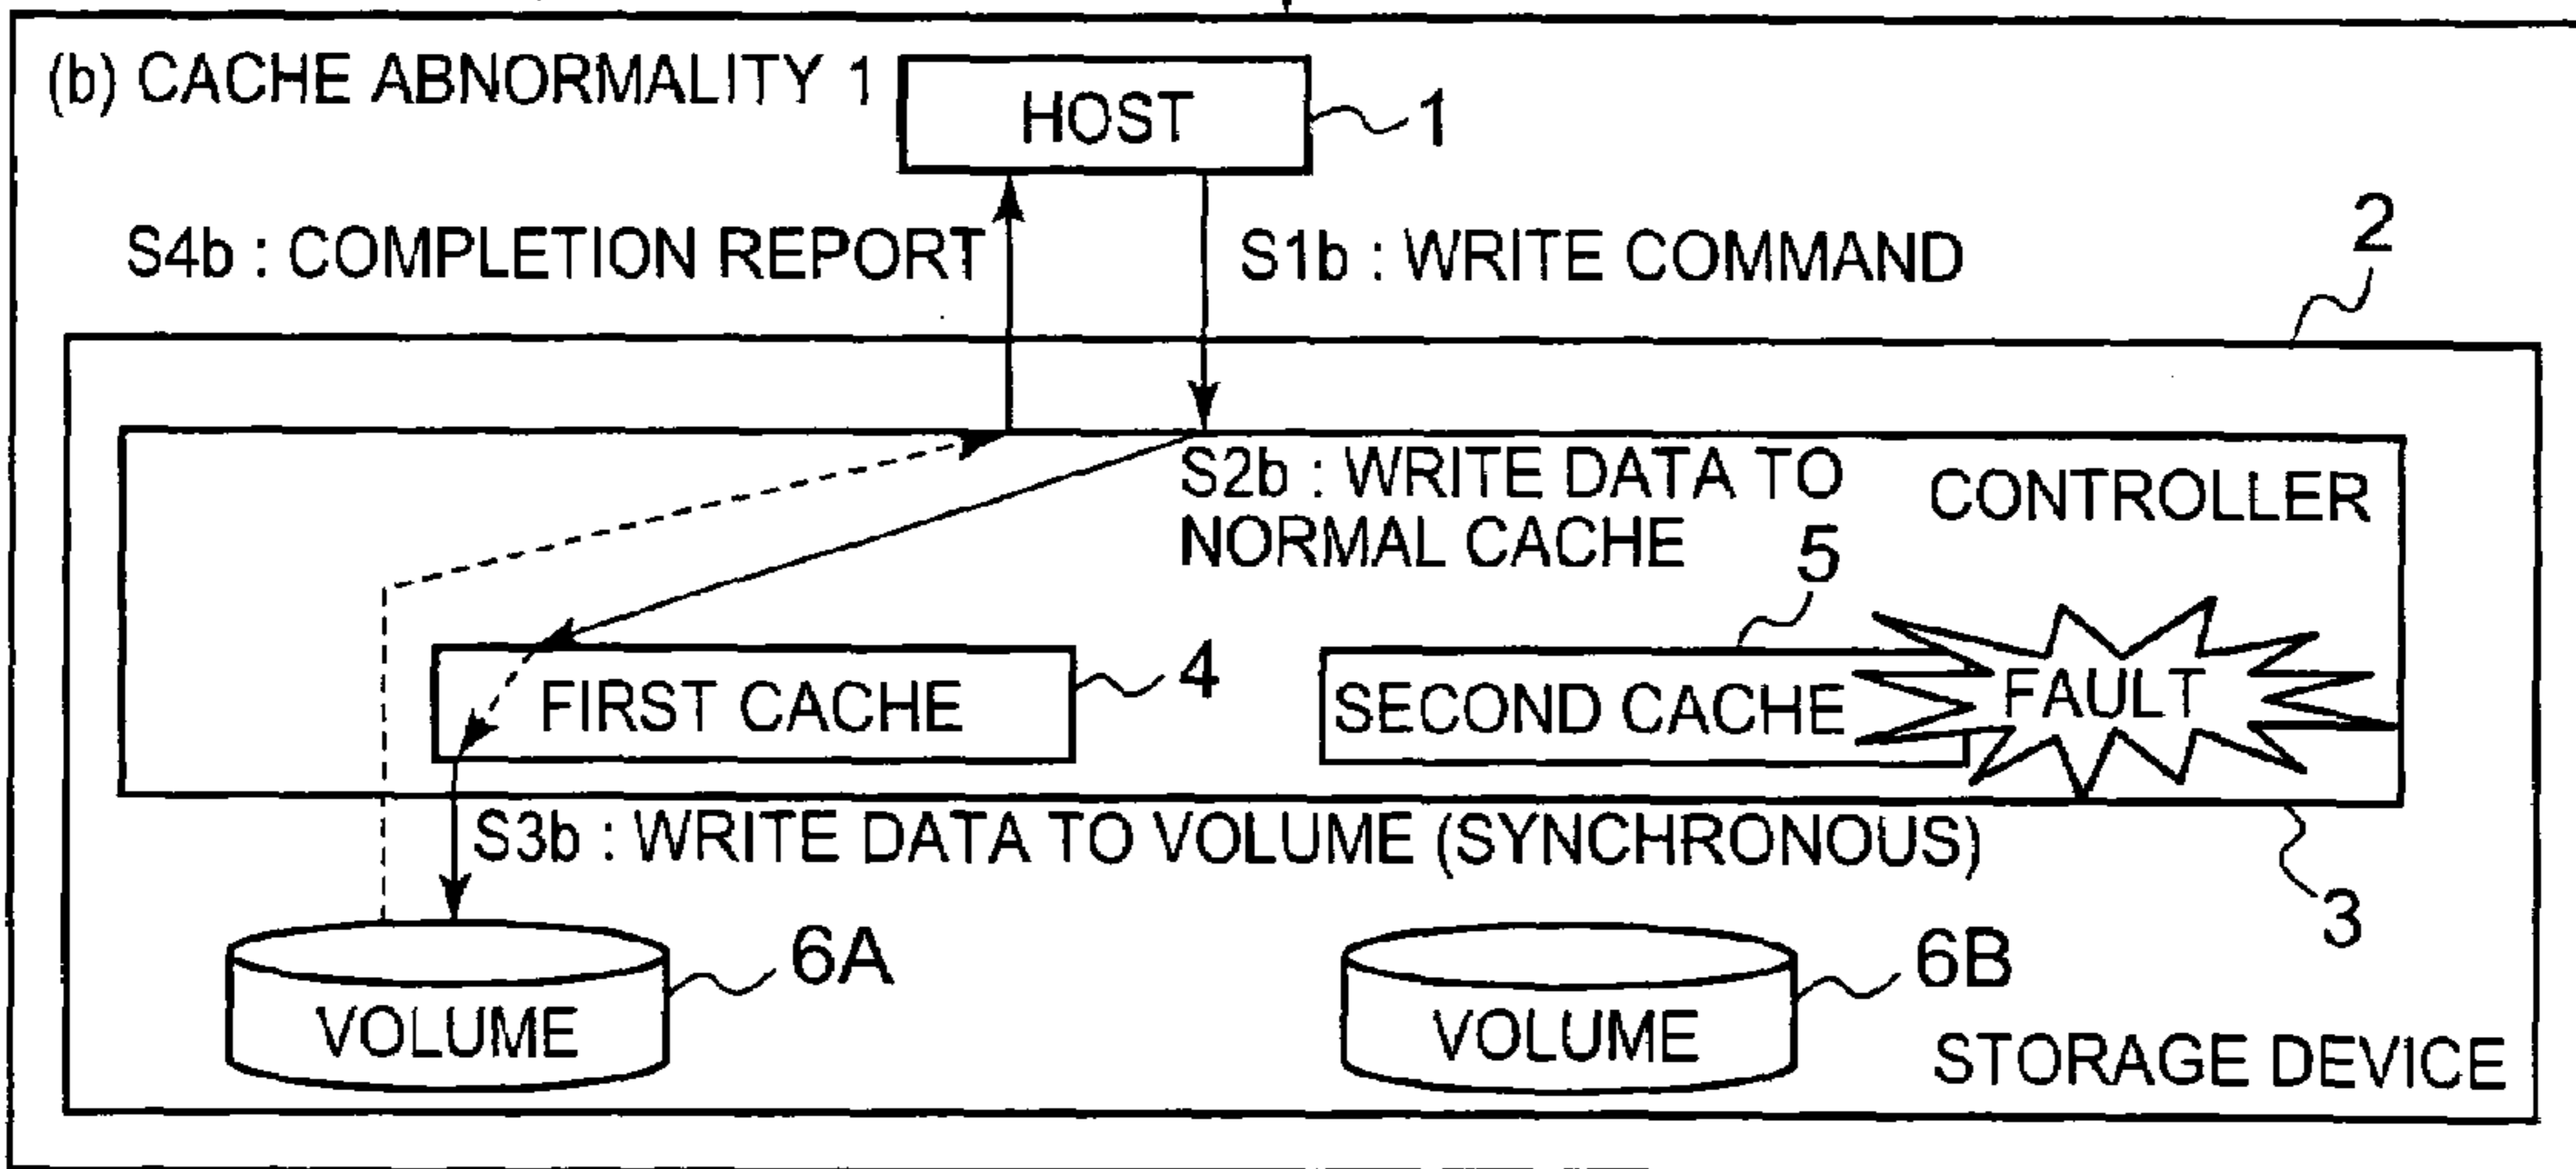 (b) CACHE ABNORMALITY 1
HOST
1
S4b : COMPLETION REPORT
S1b : WRITE COMMAND
2
S2b : WRITE DATA TO
NORMAL CACHE
CONTROLLER
5
FIRST CACHE
4
SECOND CACHE
FAULT
S3b : WRITE DATA TO VOLUME (SYNCHRONOUS)
3
6A
VOLUME
6B
VOLUME
STORAGE DEVICE